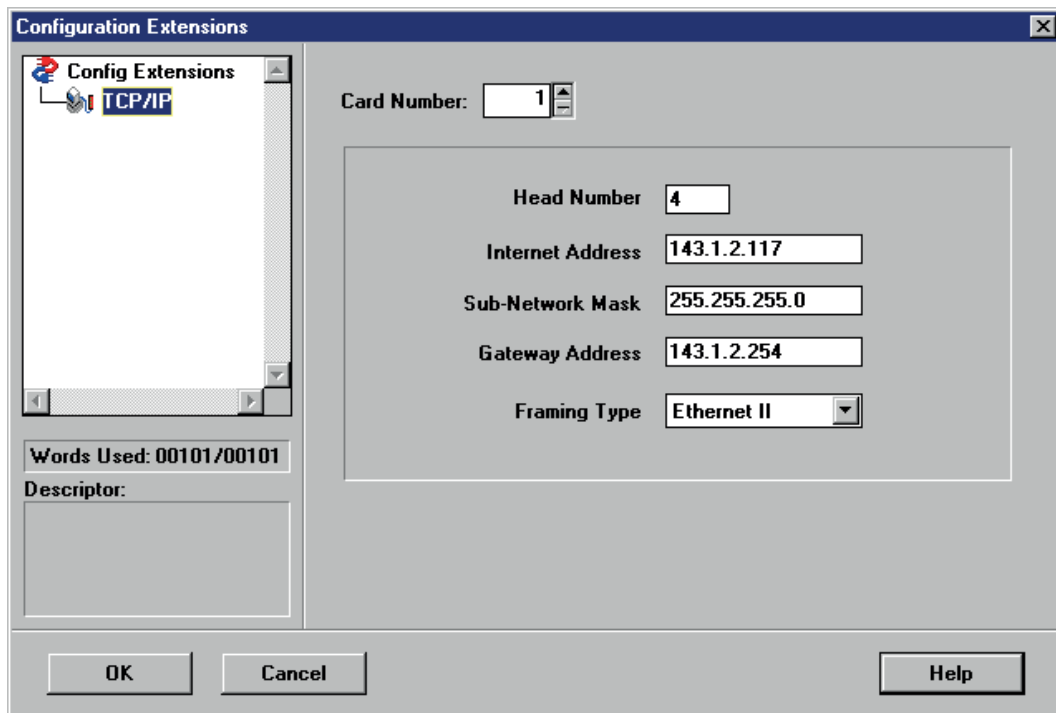 Configuration Extensions
Config Extensions
TCP/IP
Words Used: 00101/00101
Descriptor:
Card Number: 1
Head Number 4
Internet Address 143.1.2.117
Sub-Network Mask 255.255.255.0
Gateway Address 143.1.2.254
Framing Type Ethernet II
OK Cancel Help